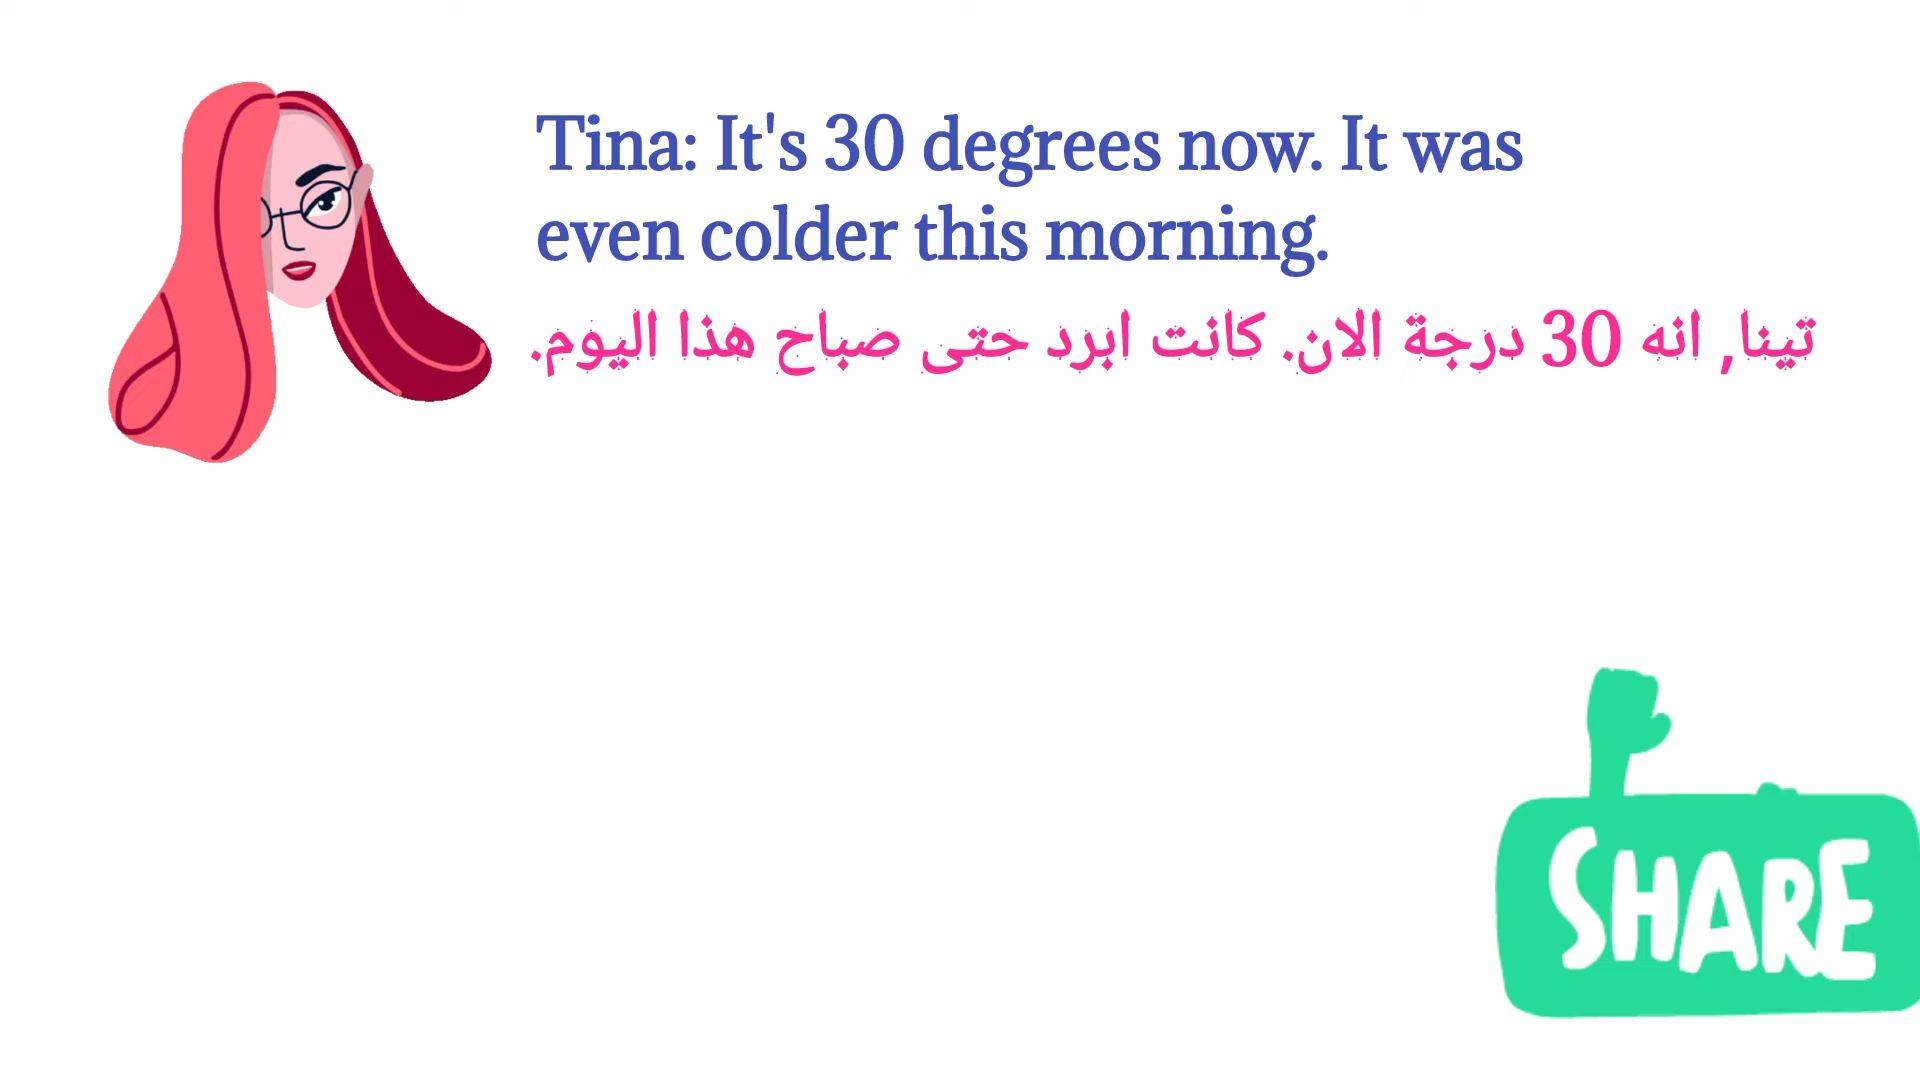 Tina: It's 30 degrees now. It was
even colder this morning.
تينا, انه 30 درجة الان. كانت ابرد حتى صباح هذا اليوم.
SHARE